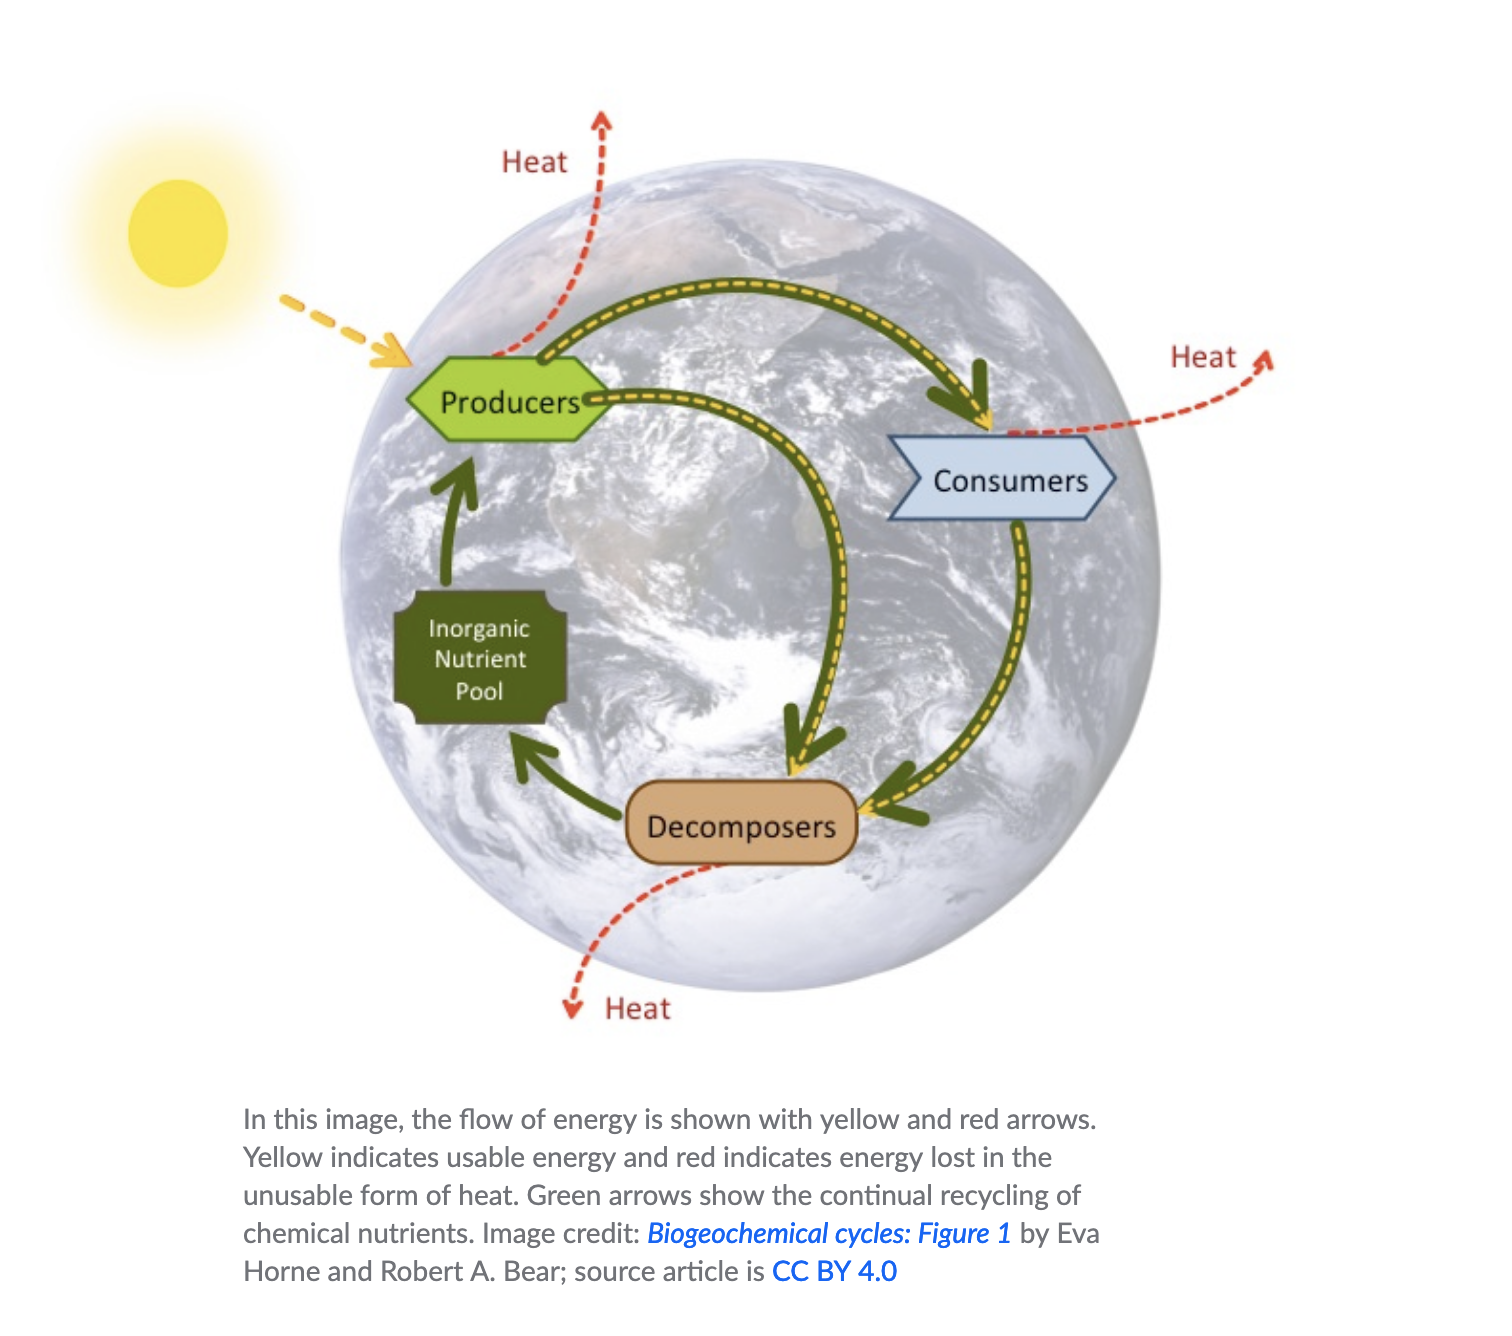 Heat
Heat
Producers
Consumers
Inorganic
Nutrient
Pool
Decomposers
Heat
In this image, the flow of energy is shown with yellow and red arrows.
Yellow indicates usable energy and red indicates energy lost in the
unusable form of heat. Green arrows show the continual recycling of
chemical nutrients. Image credit: Biogeochemical cycles: Figure 1 by Eva
Horne and Robert A. Bear; source article is CC BY 4.0